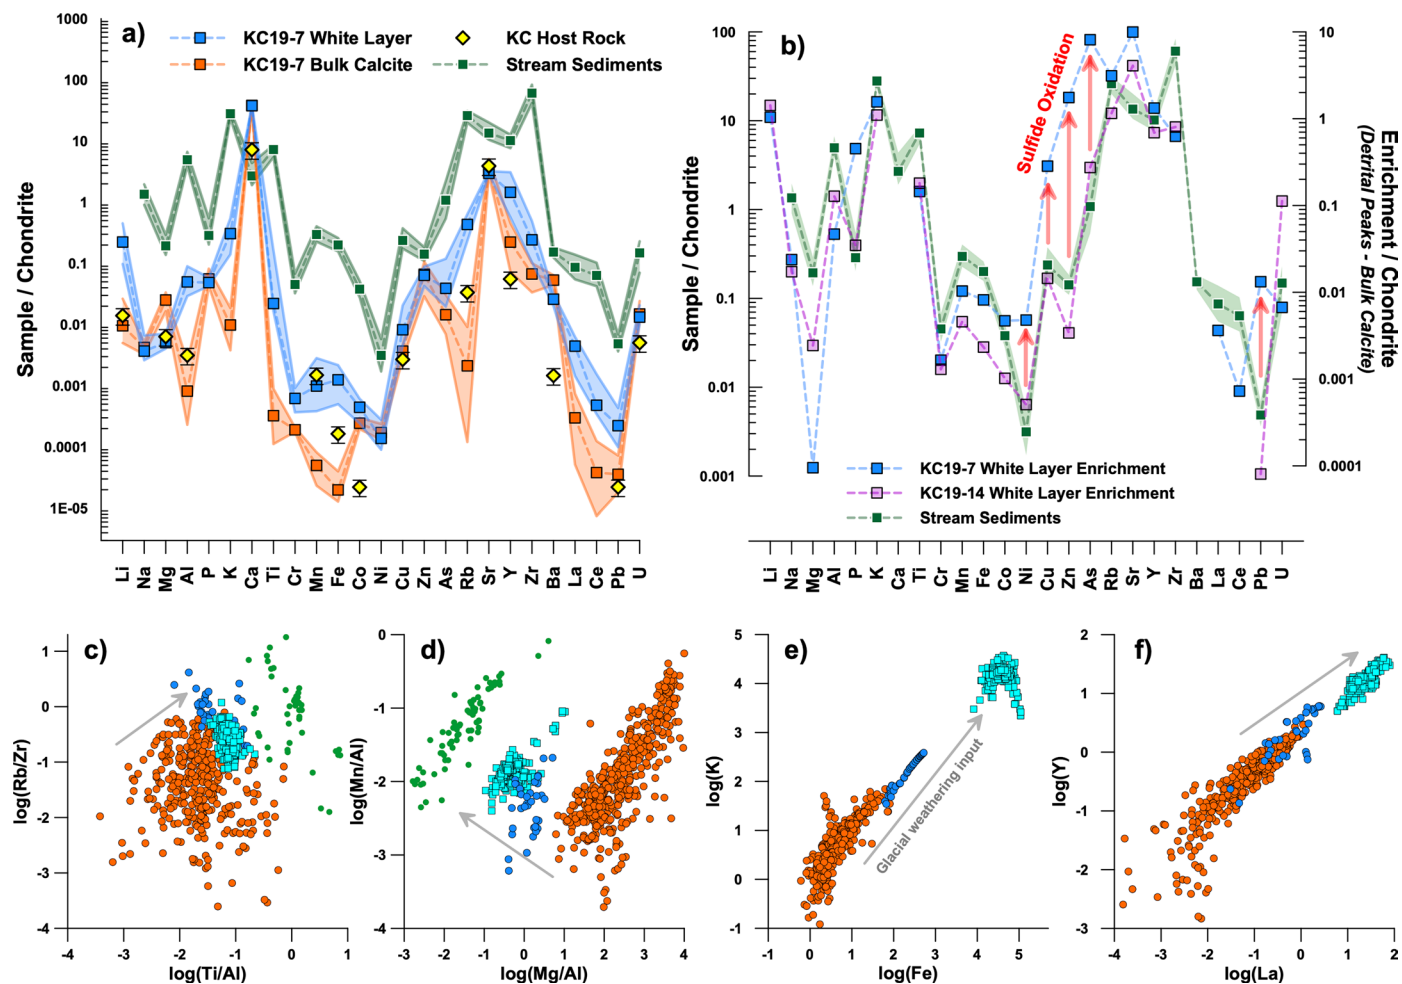 a)
KC19-7 White Layer
KC Host Rock
KC19-7 Bulk Calcite
Stream Sediments
Sample / Chondrite
1000
100
10
1
0.1
0.01
0.001
0.0001
1E-05
Li Na Mg Al P K Ca Ti Cr Mn Fe Co Ni Cu Zn As Rb Sr Y Zr Ba La Ce Pb U
b)
Sulfide Oxidation
Sample / Chondrite
100
10
1
0.1
0.01
0.001
Enrichment / Chondrite
(Detrital Peaks - Bulk Calcite)
10
1
0.1
0.01
0.001
0.0001
KC19-7 White Layer Enrichment
KC19-14 White Layer Enrichment
Stream Sediments
Li Na Mg Al P K Ca Ti Cr Mn Fe Co Ni Cu Zn As Rb Sr Y Zr Ba La Ce Pb U
c)
log(Rb/Zr)
1
0
-1
-2
-3
-4
-4 -3 -2 -1 0 1
log(Ti/Al)
d)
log(Mn/Al)
0
-1
-2
-3
-4
-3 -2 -1 0 1 2 3 4
log(Mg/Al)
e)
Glacial weathering input
log(K)
5
4
3
2
1
0
-1
-1 0 1 2 3 4 5
log(Fe)
f)
log(Y)
2
1
0
-1
-2
-3
-4 -3 -2 -1 0 1 2
log(La)